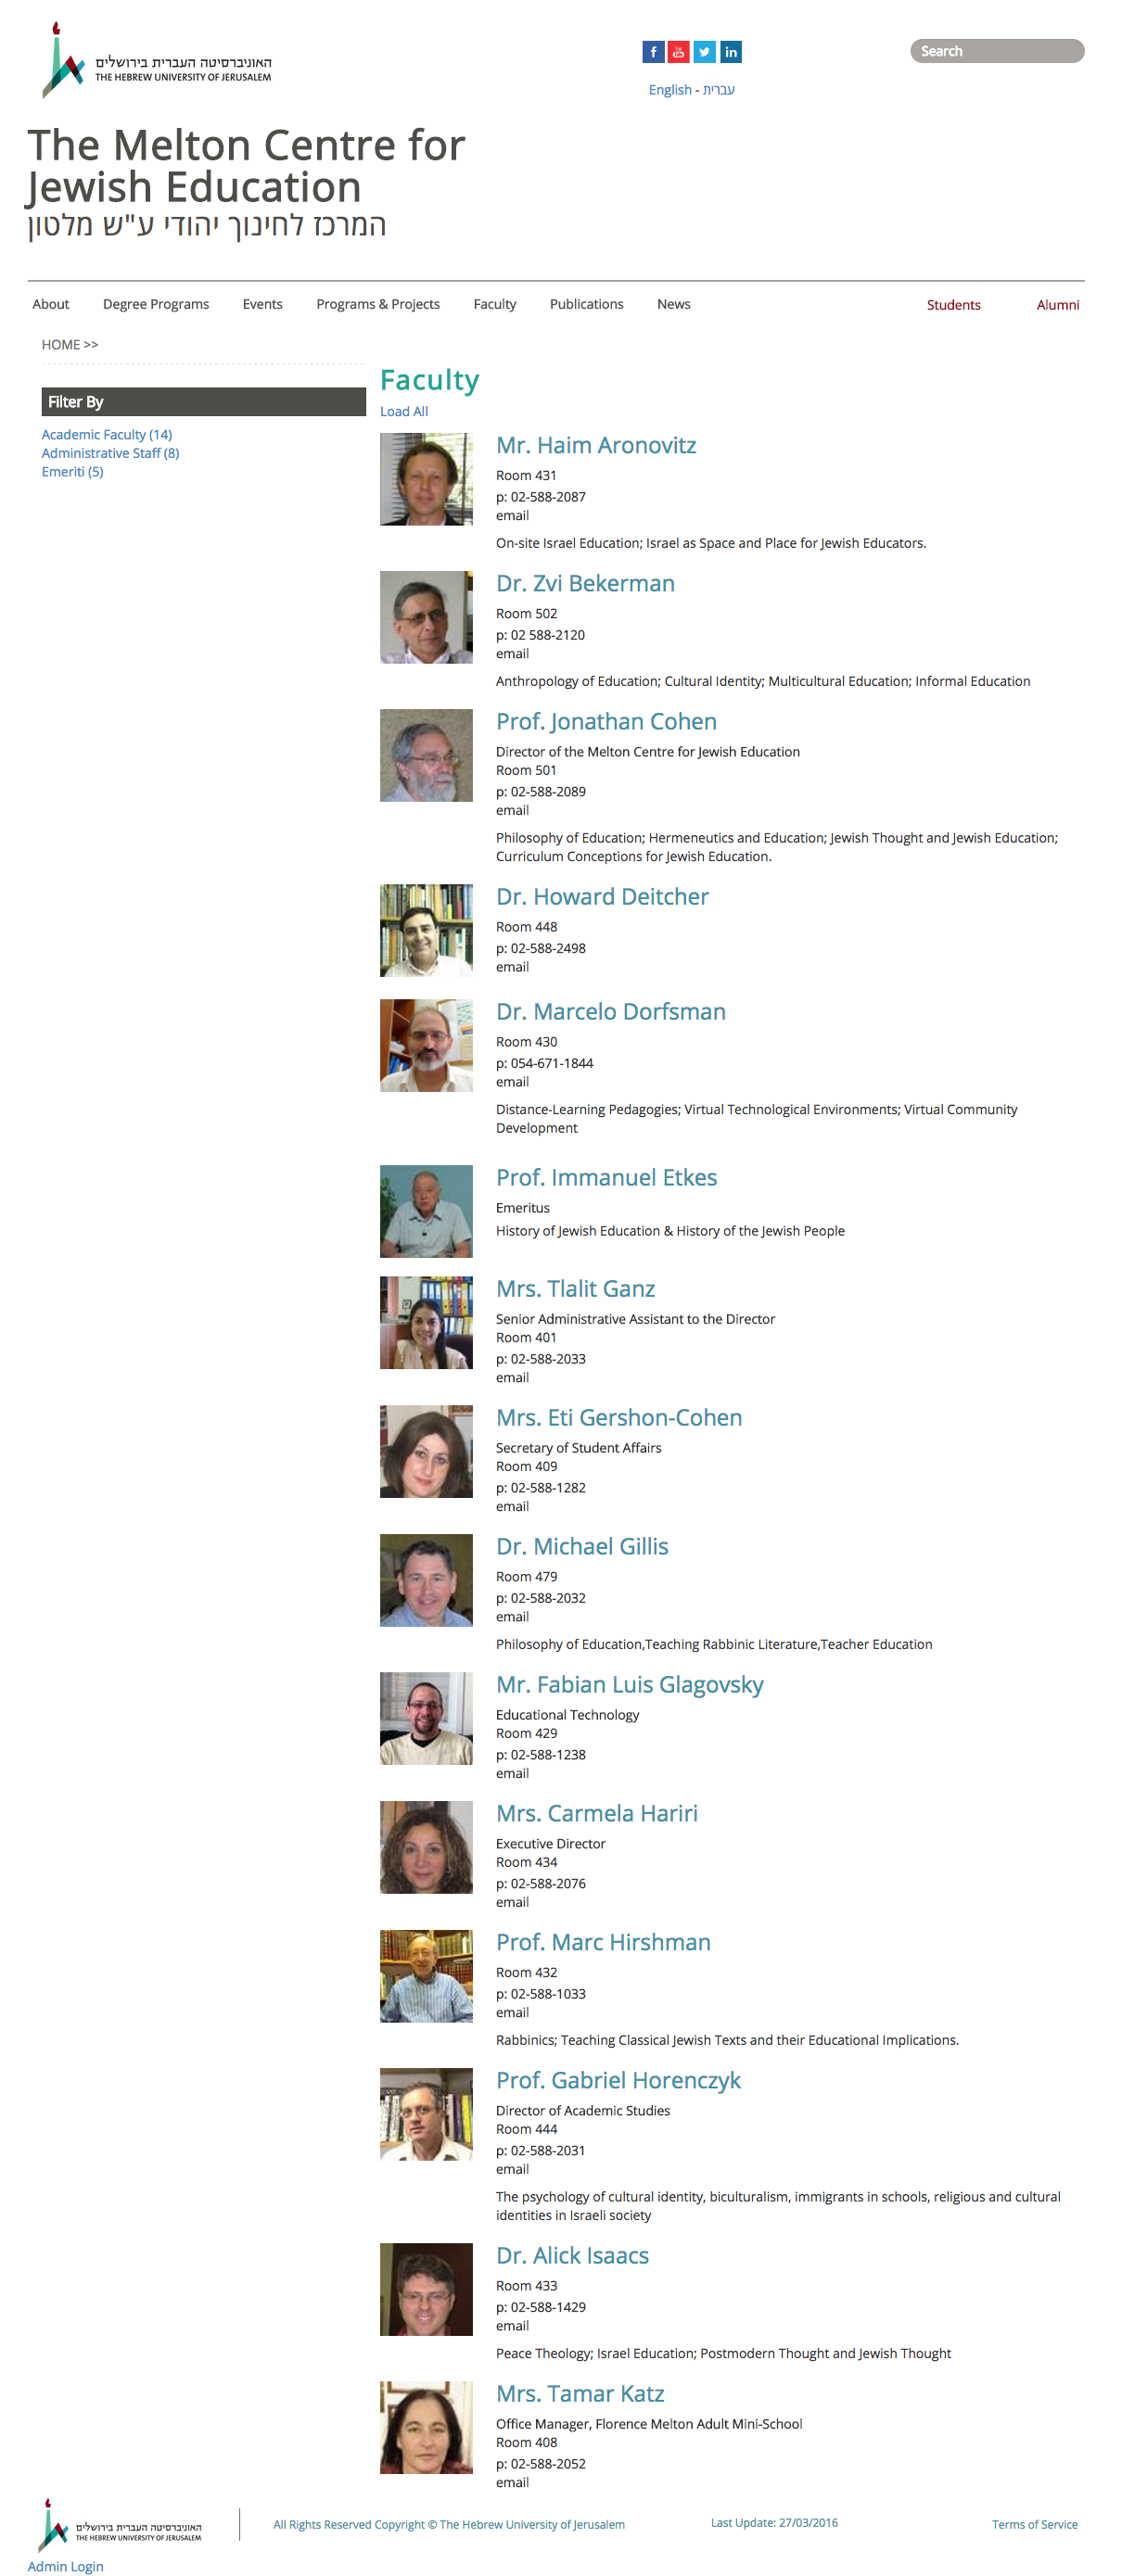 האוניברסיטה העברית בירושלים
THE HEBREW UNIVERSITY OF JERUSALEM
f You Tube in
Search
English - עברית
The Melton Centre for
Jewish Education
המרכז לחינוך יהודי ע"ש מלטון
About Degree Programs Events Programs & Projects Faculty Publications News Students Alumni
HOME >>
Filter By
Academic Faculty (14)
Administrative Staff (8)
Emeriti (5)
Faculty
Load All
Mr. Haim Aronovitz
Room 431
p: 02-588-2087
email
On-site Israel Education; Israel as Space and Place for Jewish Educators.
Dr. Zvi Bekerman
Room 502
p: 02 588-2120
email
Anthropology of Education; Cultural Identity; Multicultural Education; Informal Education
Prof. Jonathan Cohen
Director of the Melton Centre for Jewish Education
Room 501
p: 02-588-2089
email
Philosophy of Education; Hermeneutics and Education; Jewish Thought and Jewish Education;
Curriculum Conceptions for Jewish Education.
Dr. Howard Deitcher
Room 448
p: 02-588-2498
email
Dr. Marcelo Dorfsman
Room 430
p: 054-671-1844
email
Distance-Learning Pedagogies; Virtual Technological Environments; Virtual Community
Development
Prof. Immanuel Etkes
Emeritus
History of Jewish Education & History of the Jewish People
Mrs. Tlalit Ganz
Senior Administrative Assistant to the Director
Room 401
p: 02-588-2033
email
Mrs. Eti Gershon-Cohen
Secretary of Student Affairs
Room 409
p: 02-588-1282
email
Dr. Michael Gillis
Room 479
p: 02-588-2032
email
Philosophy of Education,Teaching Rabbinic Literature,Teacher Education
Mr. Fabian Luis Glagovsky
Educational Technology
Room 429
p: 02-588-1238
email
Mrs. Carmela Hariri
Executive Director
Room 434
p: 02-588-2076
email
Prof. Marc Hirshman
Room 432
p: 02-588-1033
email
Rabbinics; Teaching Classical Jewish Texts and their Educational Implications.
Prof. Gabriel Horenczyk
Director of Academic Studies
Room 444
p: 02-588-2031
email
The psychology of cultural identity, biculturalism, immigrants in schools, religious and cultural
identities in Israeli society
Dr. Alick Isaacs
Room 433
p: 02-588-1429
email
Peace Theology; Israel Education; Postmodern Thought and Jewish Thought
Mrs. Tamar Katz
Office Manager, Florence Melton Adult Mini-School
Room 408
p: 02-588-2052
email
האוניברסיטה העברית בירושלים
THE HEBREW UNIVERSITY OF JERUSALEM
All Rights Reserved Copyright © The Hebrew University of Jerusalem
Last Update: 27/03/2016
Terms of Service
Admin Login